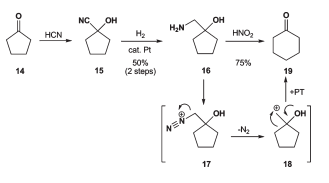 O
NC OH
H₂N OH
O
HCN
H₂
HNO₂
cat. Pt
50%
(2 steps)
75%
14
15
16
19
+PT
N≡N⊕ OH
-N₂
⊕ OH
17
18